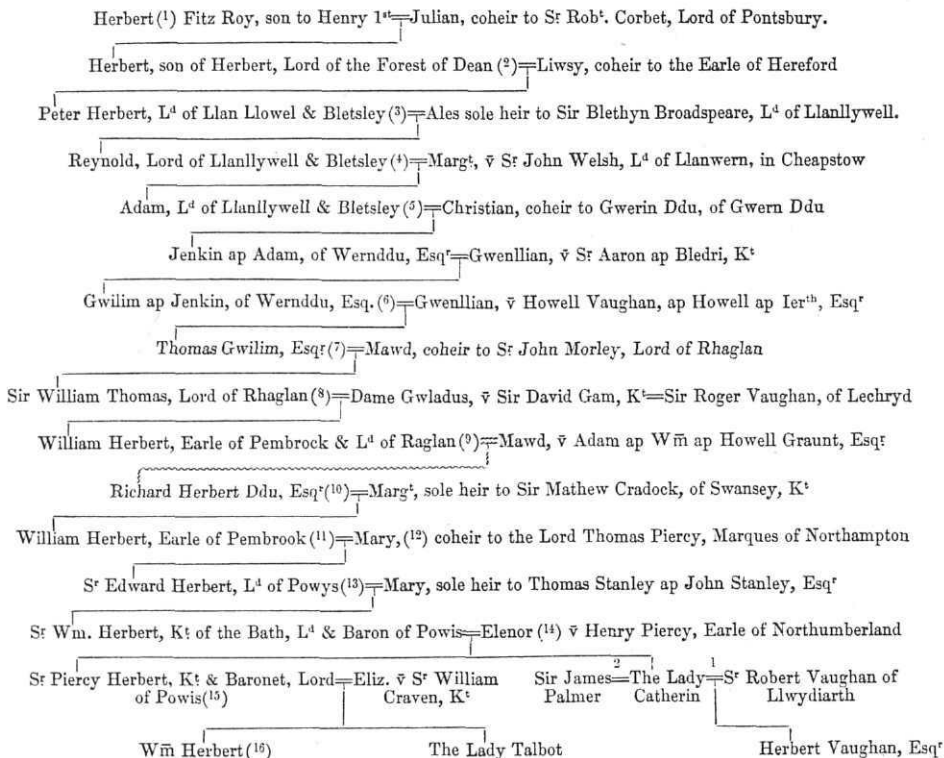 Herbert(¹) Fitz Roy, son to Henry 1ˢᵗ=Julian, coheir to Sʳ Robᵗ. Corbet, Lord of Pontsbury.
Herbert, son of Herbert, Lord of the Forest of Dean (²)=Liwsy, coheir to the Earle of Hereford
Peter Herbert, Lᵈ of Llan Llowel & Bletsley(³)=Ales sole heir to Sir Blethyn Broadspeare, Lᵈ of Llanllywell.
Reynold, Lord of Llanllywell & Bletsley(⁴)=Margᵗ, ṽ Sʳ John Welsh, Lᵈ of Llanwern, in Cheapstow
Adam, Lᵈ of Llanllywell & Bletsley(⁵)=Christian, coheir to Gwerin Ddu, of Gwern Ddu
Jenkin ap Adam, of Wernddu, Esqʳ=Gwenllian, ṽ Sʳ Aaron ap Bledri, Kᵗ
Gwilim ap Jenkin, of Wernddu, Esq.(⁶)=Gwenllian, ṽ Howell Vaughan, ap Howell ap Ierᵗʰ, Esqʳ
Thomas Gwilim, Esqʳ(⁷)=Mawd, coheir to Sʳ John Morley, Lord of Rhaglan
Sir William Thomas, Lord of Rhaglan(⁸)=Dame Gwladus, ṽ Sir David Gam, Kᵗ=Sir Roger Vaughan, of Lechryd
William Herbert, Earle of Pembrock & Lᵈ of Raglan(⁹)=Mawd, ṽ Adam ap Wm̄ ap Howell Graunt, Esqʳ
Richard Herbert Ddu, Esqʳ(¹⁰)=Margᵗ, sole heir to Sir Mathew Cradock, of Swansey, Kᵗ
William Herbert, Earle of Pembrook(¹¹)=Mary,(¹²) coheir to the Lord Thomas Piercy, Marques of Northampton
Sʳ Edward Herbert, Lᵈ of Powys(¹³)=Mary, sole heir to Thomas Stanley ap John Stanley, Esqʳ
Sʳ Wm. Herbert, Kᵗ of the Bath, Lᵈ & Baron of Powis=Elenor (¹⁴) ṽ Henry Piercy, Earle of Northumberland
Sʳ Piercy Herbert, Kᵗ & Baronet, Lord=Eliz. ṽ Sʳ William Sir James ²=The Lady ¹=Sʳ Robert Vaughan of
of Powis(¹⁵) Craven, Kᵗ Palmer Catherin Llwydiarth
Wm̄ Herbert(¹⁶) The Lady Talbot Herbert Vaughan, Esqʳ